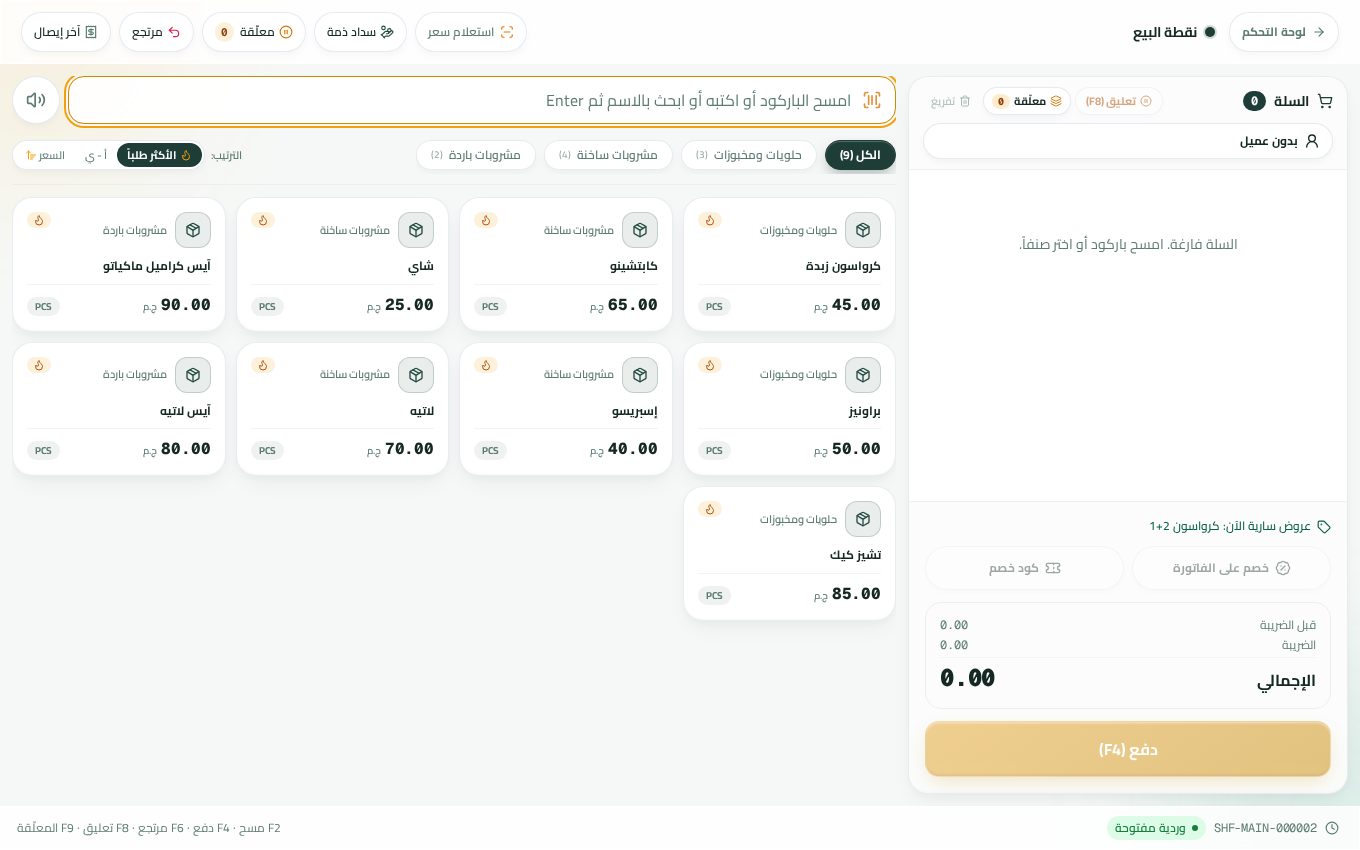 لوحة التحكم
نقطة البيع
استعلام سعر
سداد ذمة
معلّقة 0
مرتجع
آخر إيصال
السلة 0
تعليق (F8)
معلّقة 0
تفريغ
بدون عميل
السلة فارغة. امسح باركود أو اختر صنفاً.
عروض سارية الآن: كرواسون 2+1
خصم على الفاتورة
كود خصم
قبل الضريبة 0.00
الضريبة 0.00
الإجمالي 0.00
دفع (F4)
امسح الباركود أو اكتبه أو ابحث بالاسم ثم Enter
الكل (9)
حلويات ومخبوزات (3)
مشروبات ساخنة (4)
مشروبات باردة (2)
الترتيب:
الأكثر طلباً
أ - ي
السعر
حلويات ومخبوزات
كرواسون زبدة
45.00 ج.م
PCS
مشروبات ساخنة
كابتشينو
65.00 ج.م
PCS
مشروبات ساخنة
شاي
25.00 ج.م
PCS
مشروبات باردة
آيس كراميل ماكياتو
90.00 ج.م
PCS
حلويات ومخبوزات
براونيز
50.00 ج.م
PCS
مشروبات ساخنة
إسبريسو
40.00 ج.م
PCS
مشروبات ساخنة
لاتيه
70.00 ج.م
PCS
مشروبات باردة
آيس لاتيه
80.00 ج.م
PCS
حلويات ومخبوزات
تشيز كيك
85.00 ج.م
PCS
SHF-MAIN-000002
وردية مفتوحة
F2 مسح · F4 دفع · F6 مرتجع · F8 تعليق · F9 المعلّقة